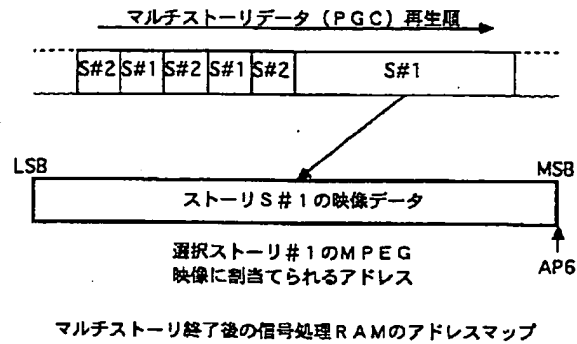 マルチストーリデータ（ＰＧＣ）再生順
S#2 S#1 S#2 S#1 S#2 S#1
LSB MSB
ストーリＳ＃１の映像データ
選択ストーリ＃１のＭＰＥＧ
映像に割当てられるアドレス
AP6
マルチストーリ終了後の信号処理ＲＡＭのアドレスマップ